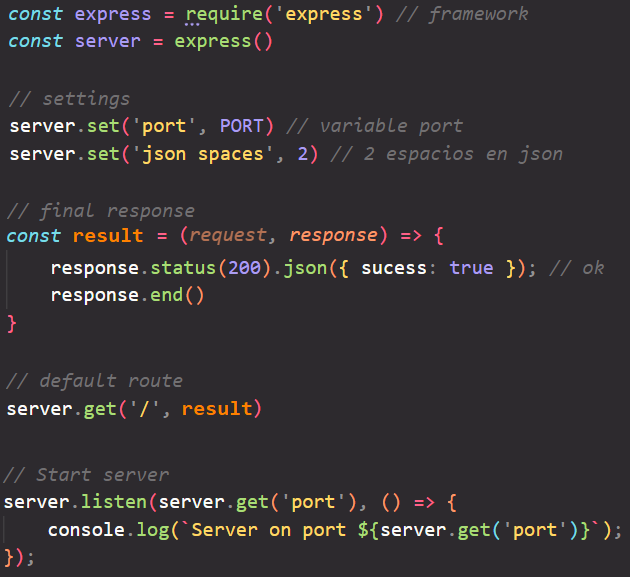 const express = require('express') // framework
const server = express()
// settings
server.set('port', PORT) // variable port
server.set('json spaces', 2) // 2 espacios en json
// final response
const result = (request, response) => {
response.status(200).json({ sucess: true }); // ok
response.end()
}
// default route
server.get('/', result)
// Start server
server.listen(server.get('port'), () => {
console.log(`Server on port ${server.get('port')}`);
});